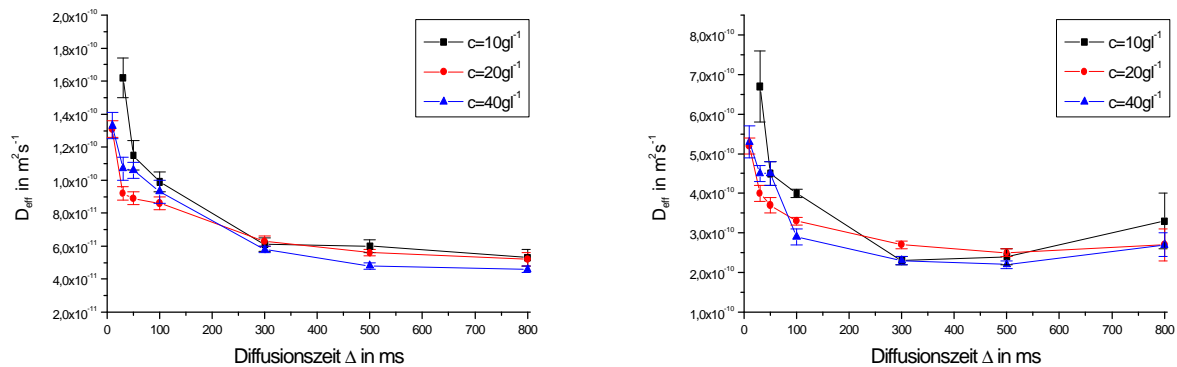 2,0x10⁻¹⁰
1,8x10⁻¹⁰
1,6x10⁻¹⁰
1,4x10⁻¹⁰
1,2x10⁻¹⁰
1,0x10⁻¹⁰
8,0x10⁻¹¹
6,0x10⁻¹¹
4,0x10⁻¹¹
2,0x10⁻¹¹
D_eff in m²s⁻¹
c=10gl⁻¹
c=20gl⁻¹
c=40gl⁻¹
0 100 200 300 400 500 600 700 800
Diffusionszeit Δ in ms
8,0x10⁻¹⁰
7,0x10⁻¹⁰
6,0x10⁻¹⁰
5,0x10⁻¹⁰
4,0x10⁻¹⁰
3,0x10⁻¹⁰
2,0x10⁻¹⁰
1,0x10⁻¹⁰
D_eff in m²s⁻¹
c=10gl⁻¹
c=20gl⁻¹
c=40gl⁻¹
0 100 200 300 400 500 600 700 800
Diffusionszeit Δ in ms